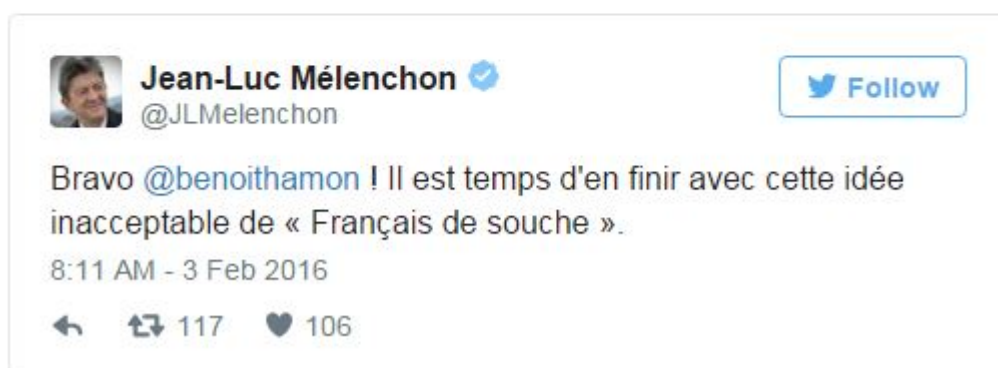 Jean-Luc Mélenchon
@JLMelenchon
Follow
Bravo @benoithamon ! Il est temps d'en finir avec cette idée
inacceptable de « Français de souche ».
8:11 AM - 3 Feb 2016
117 106